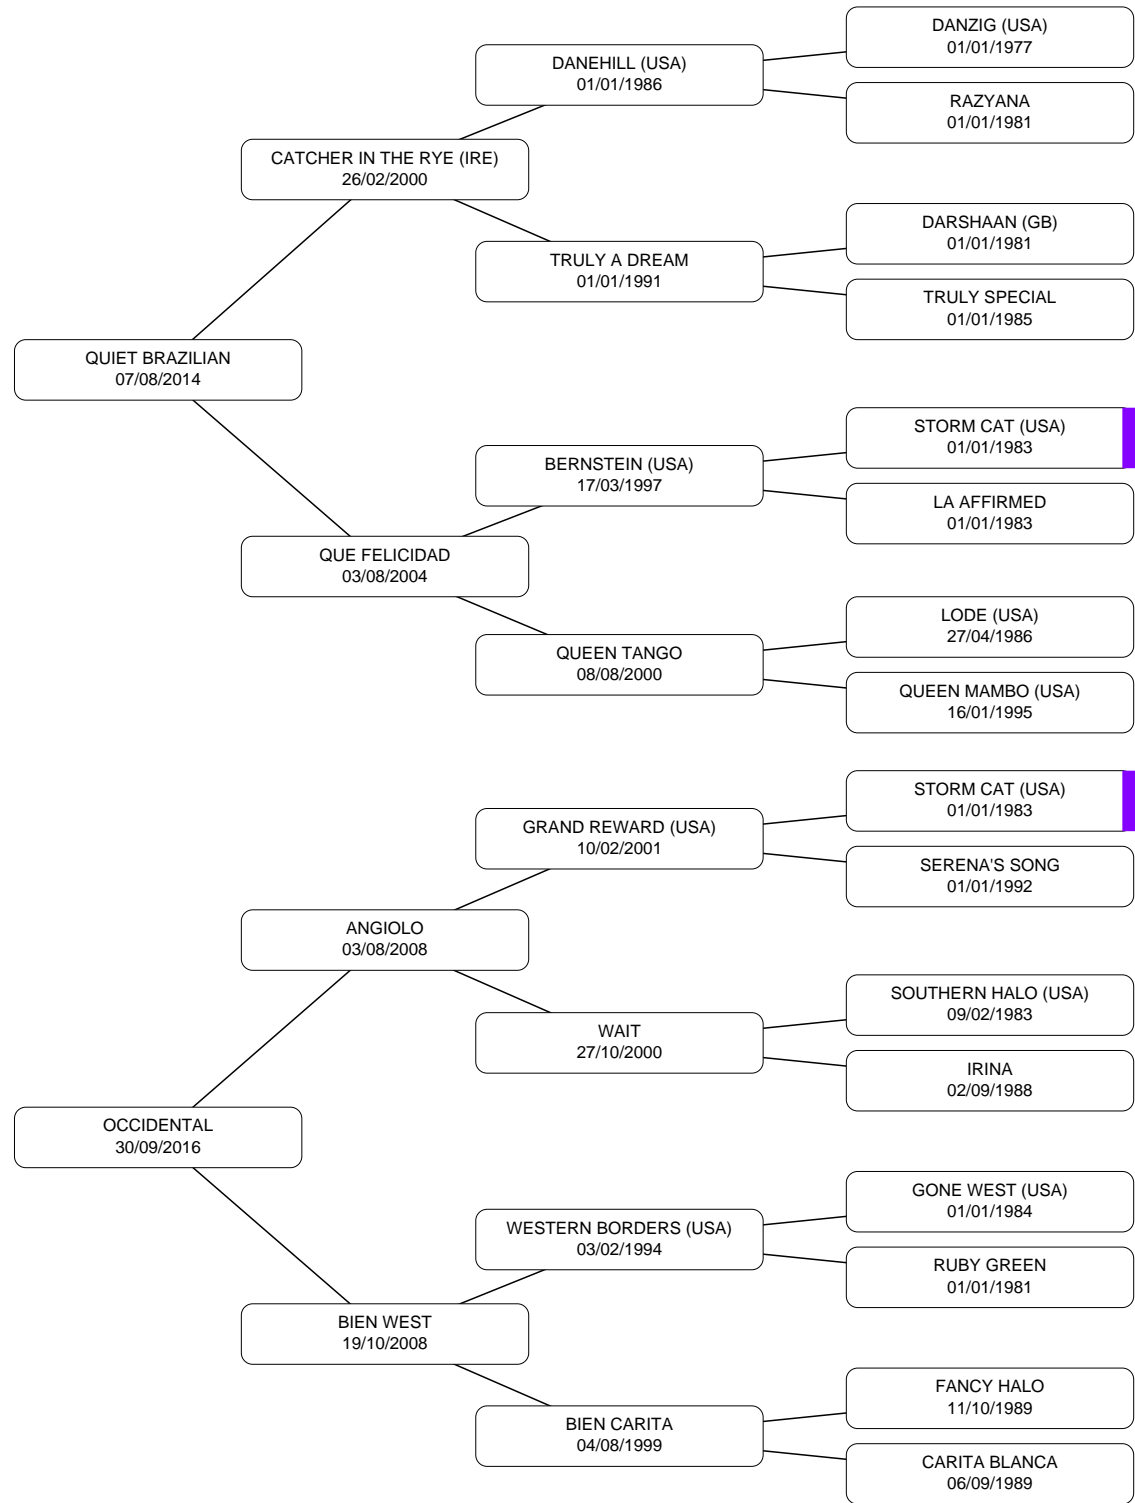 DANZIG (USA)
01/01/1977
DANEHILL (USA)
01/01/1986
RAZYANA
01/01/1981
CATCHER IN THE RYE (IRE)
26/02/2000
DARSHAAN (GB)
01/01/1981
TRULY A DREAM
01/01/1991
TRULY SPECIAL
01/01/1985
QUIET BRAZILIAN
07/08/2014
STORM CAT (USA)
01/01/1983
BERNSTEIN (USA)
17/03/1997
LA AFFIRMED
01/01/1983
QUE FELICIDAD
03/08/2004
LODE (USA)
27/04/1986
QUEEN TANGO
08/08/2000
QUEEN MAMBO (USA)
16/01/1995
STORM CAT (USA)
01/01/1983
GRAND REWARD (USA)
10/02/2001
SERENA'S SONG
01/01/1992
ANGIOLO
03/08/2008
SOUTHERN HALO (USA)
09/02/1983
WAIT
27/10/2000
IRINA
02/09/1988
OCCIDENTAL
30/09/2016
GONE WEST (USA)
01/01/1984
WESTERN BORDERS (USA)
03/02/1994
RUBY GREEN
01/01/1981
BIEN WEST
19/10/2008
FANCY HALO
11/10/1989
BIEN CARITA
04/08/1999
CARITA BLANCA
06/09/1989